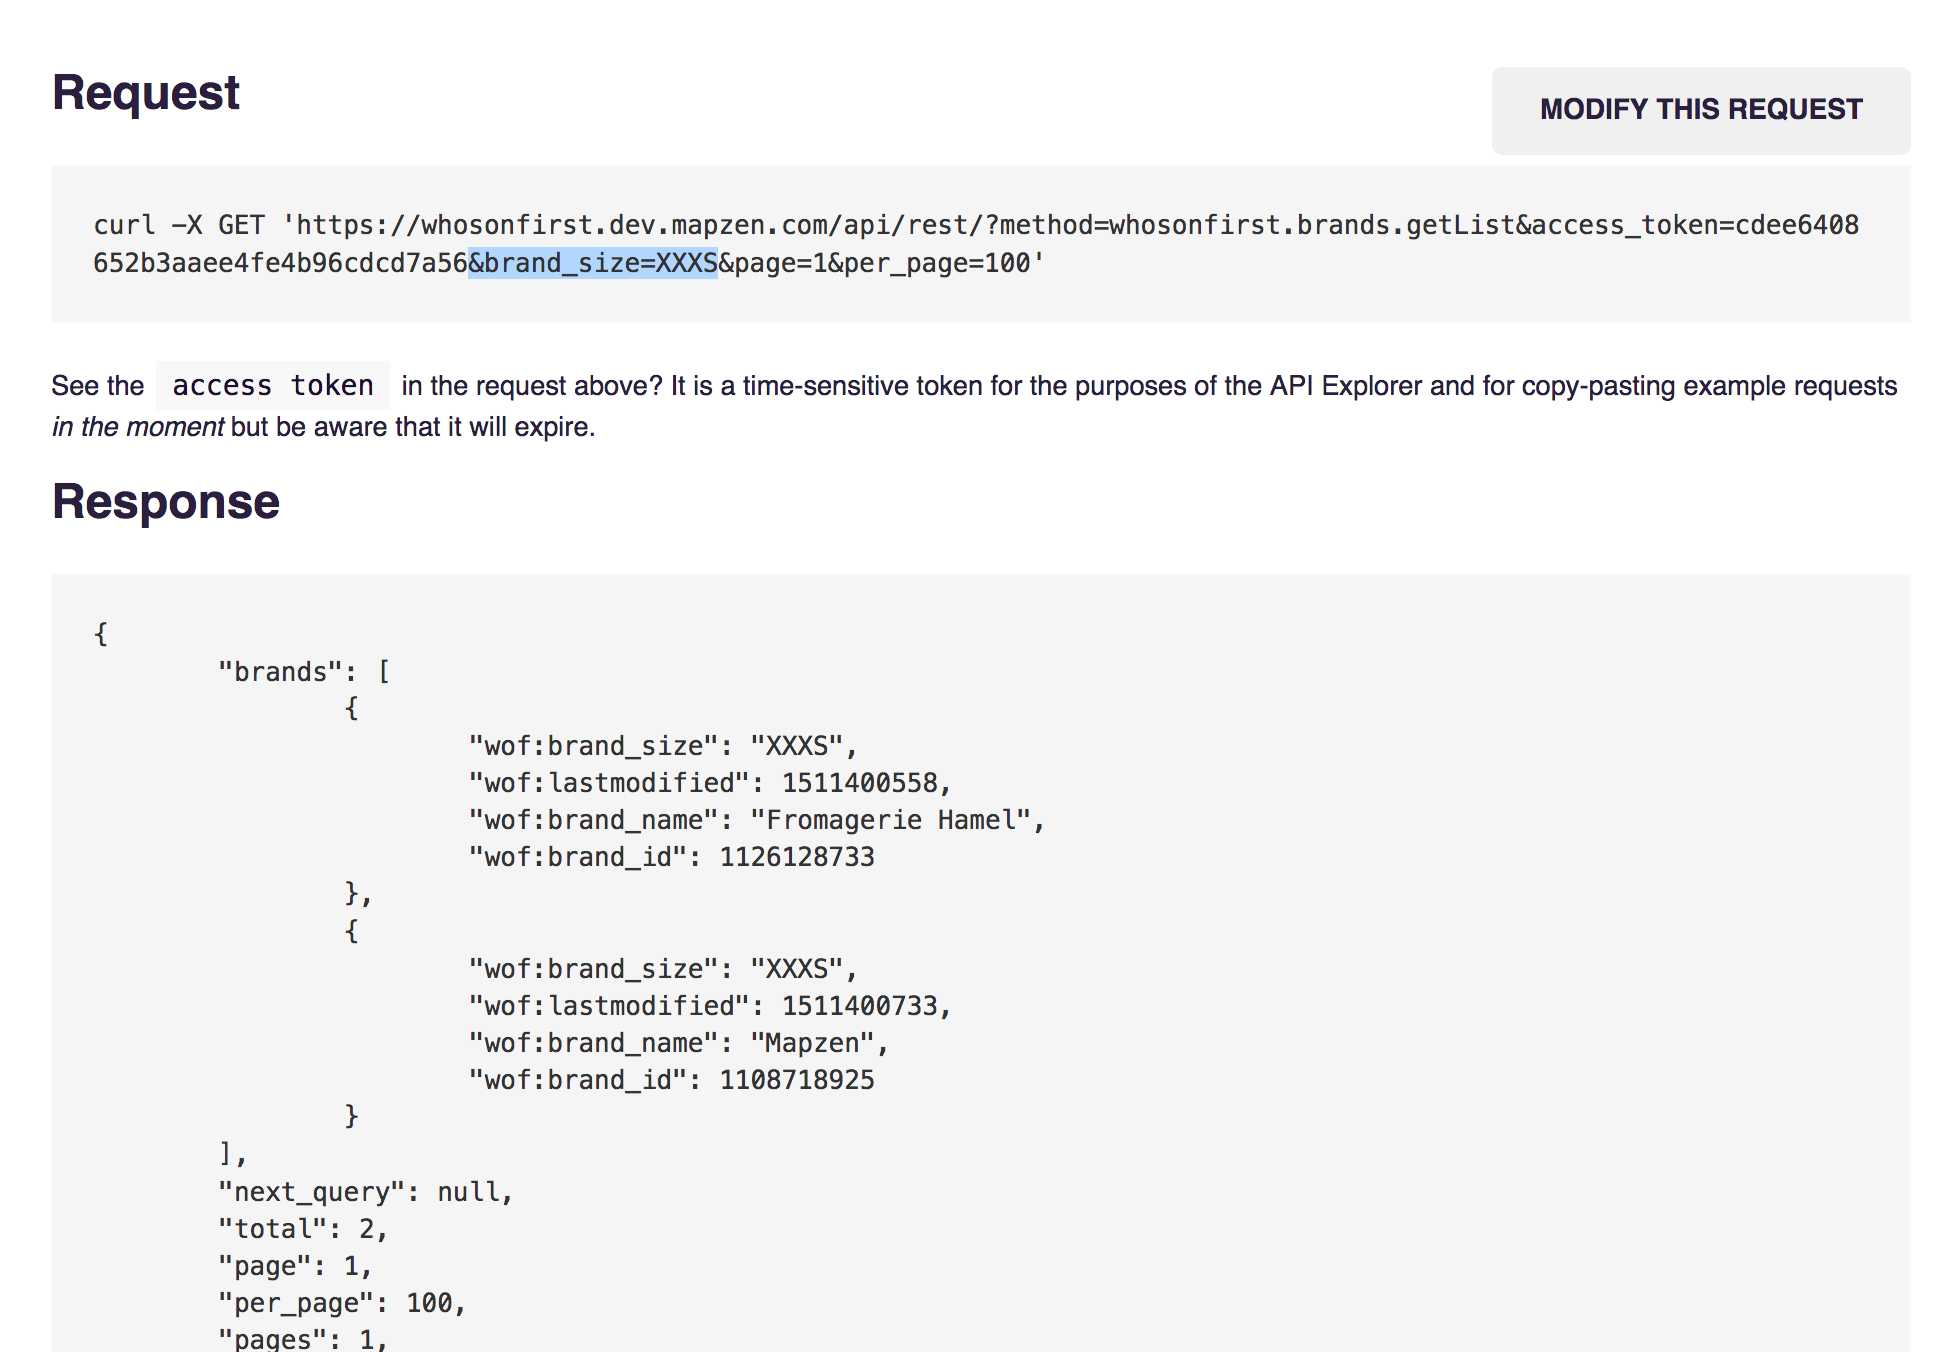 Request
MODIFY THIS REQUEST
curl -X GET 'https://whosonfirst.dev.mapzen.com/api/rest/?method=whosonfirst.brands.getList&access_token=cdee6408
652b3aaee4fe4b96cdcd7a56&brand_size=XXXS&page=1&per_page=100'
See the access token in the request above? It is a time-sensitive token for the purposes of the API Explorer and for copy-pasting example requests
in the moment but be aware that it will expire.
Response
{
"brands": [
{
"wof:brand_size": "XXXS",
"wof:lastmodified": 1511400558,
"wof:brand_name": "Fromagerie Hamel",
"wof:brand_id": 1126128733
},
{
"wof:brand_size": "XXXS",
"wof:lastmodified": 1511400733,
"wof:brand_name": "Mapzen",
"wof:brand_id": 1108718925
}
],
"next_query": null,
"total": 2,
"page": 1,
"per_page": 100,
"pages": 1,